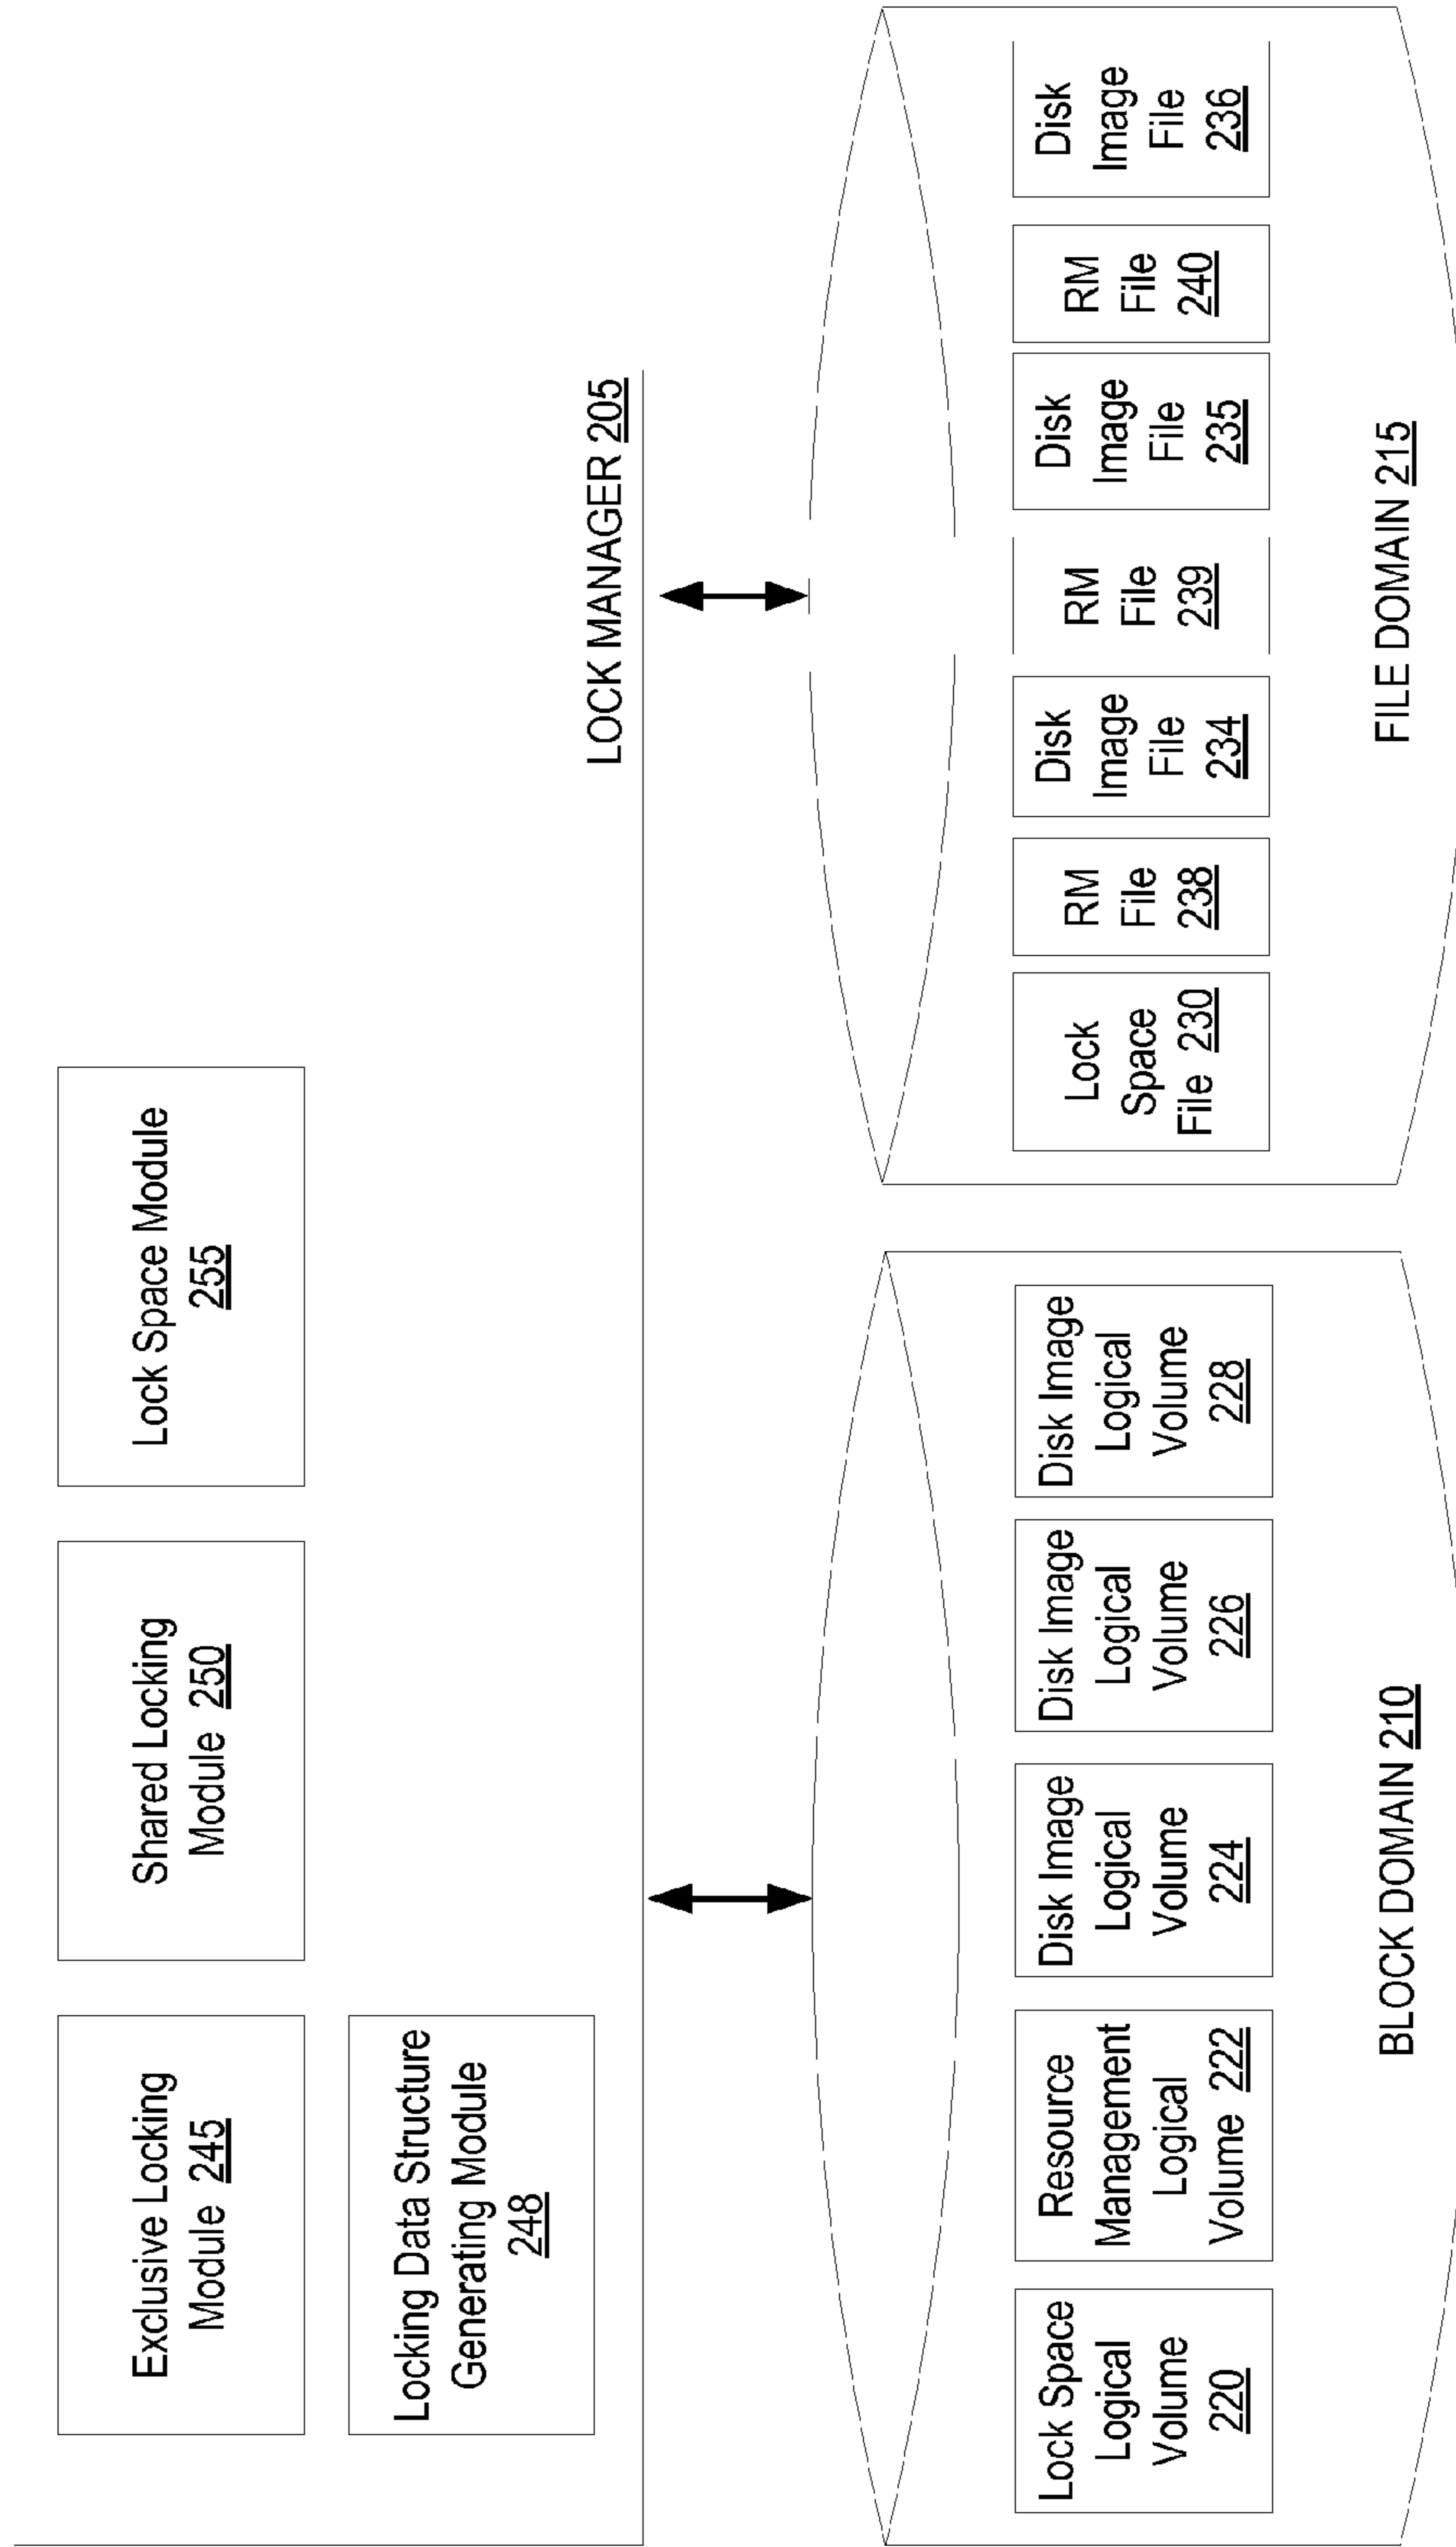 Exclusive Locking
Module 245
Shared Locking
Module 250
Lock Space Module
255
Locking Data Structure
Generating Module
248
LOCK MANAGER 205
Lock Space
Logical
Volume
220
Resource
Management
Logical
Volume 222
Disk Image
Logical
Volume
224
Disk Image
Logical
Volume
226
Disk Image
Logical
Volume
228
BLOCK DOMAIN 210
Lock
Space
File 230
RM
File
238
Disk
Image
File
234
RM
File
239
Disk
Image
File
235
RM
File
240
Disk
Image
File
236
FILE DOMAIN 215